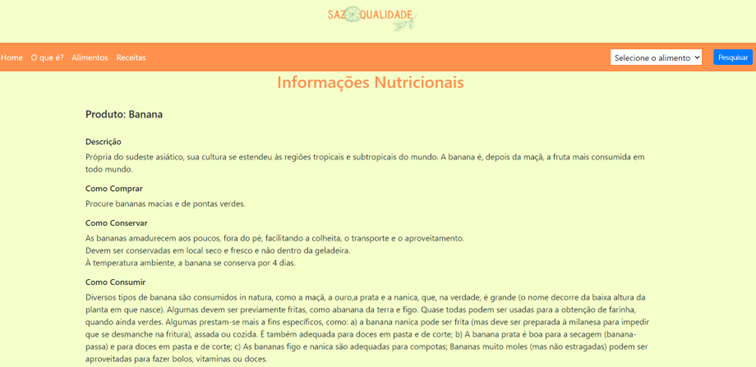 SAZ QUALIDADE
Home O que é? Alimentos Receitas Selecione o alimento Pesquisar
Informações Nutricionais
Produto: Banana
Descrição
Própria do sudeste asiático, sua cultura se estendeu às regiões tropicais e subtropicais do mundo. A banana é, depois da maçã, a fruta mais consumida em
todo mundo.
Como Comprar
Procure bananas macias e de pontas verdes.
Como Conservar
As bananas amadurecem aos poucos, fora do pé, facilitando a colheita, o transporte e o aproveitamento.
Devem ser conservadas em local seco e fresco e não dentro da geladeira.
À temperatura ambiente, a banana se conserva por 4 dias.
Como Consumir
Diversos tipos de banana são consumidos in natura, como a maçã, a ouro,a prata e a nanica, que, na verdade, é grande (o nome decorre da baixa altura da
planta em que nasce). Algumas devem ser previamente fritas, como abanana da terra e figo. Quase todas podem ser usadas para a obtenção de farinha,
quando ainda verdes. Algumas prestam-se mais a fins específicos, como: a) a banana nanica pode ser frita (mas deve ser preparada à milanesa para impedir
que se desmanche na fritura), assada ou cozida. É também adequada para doces em pasta e de corte; b) A banana prata é boa para a secagem (banana-
passa) e para doces em pasta e de corte; c) As bananas figo e nanica são adequadas para compotas; Bananas muito moles (mas não estragadas) podem ser
aproveitadas para fazer bolos, vitaminas ou doces.